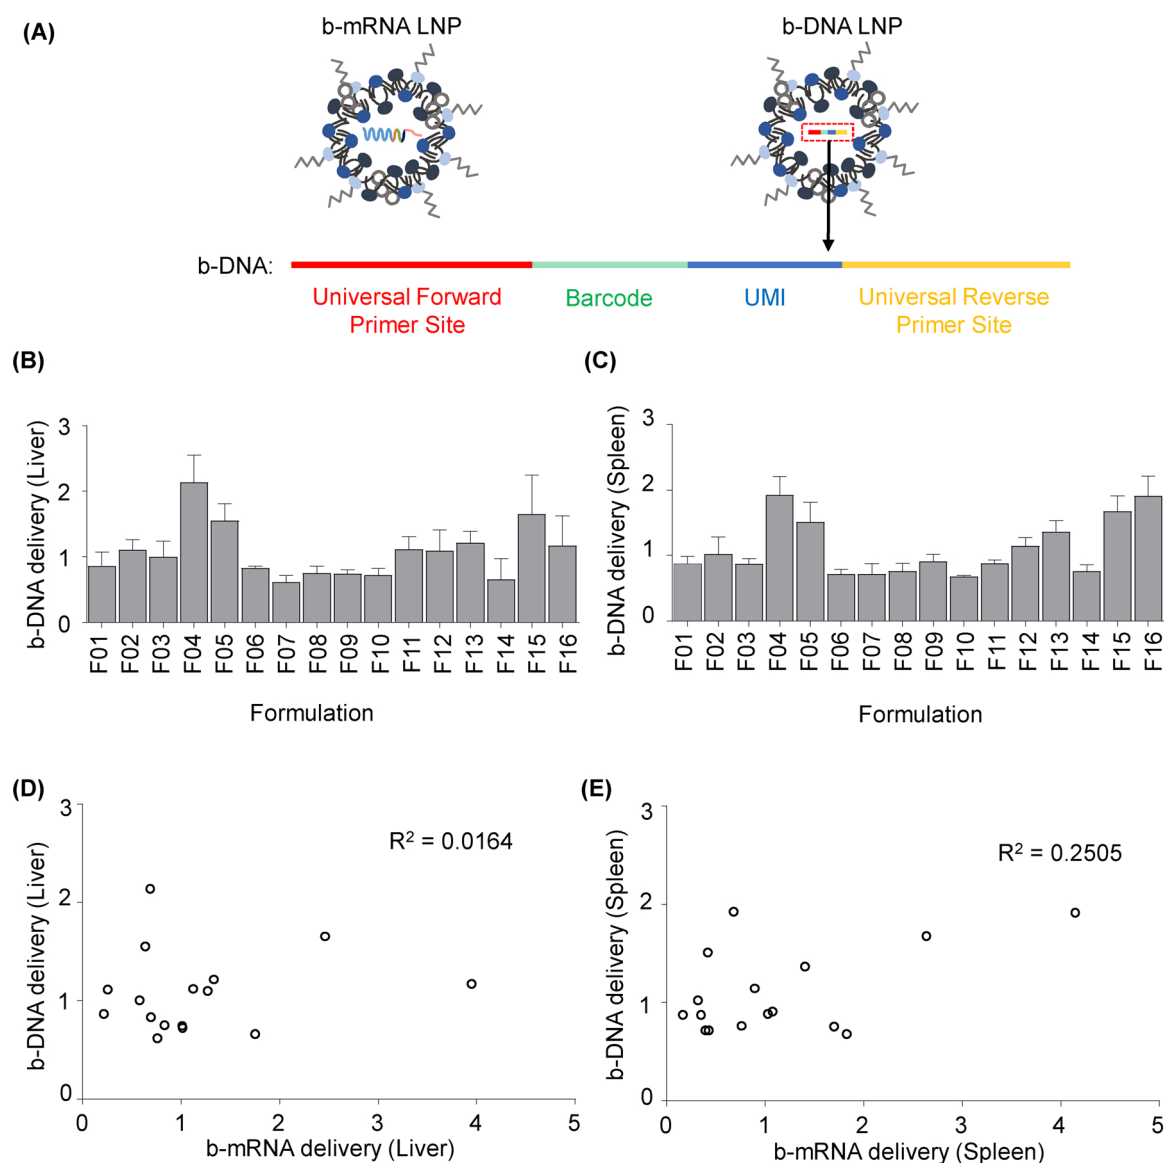 (A)
b-mRNA LNP
b-DNA LNP
b-DNA:
Universal Forward
Primer Site
Barcode
UMI
Universal Reverse
Primer Site
(B)
b-DNA delivery (Liver)
3
2
1
0
F01
F02
F03
F04
F05
F06
F07
F08
F09
F10
F11
F12
F13
F14
F15
F16
Formulation
(C)
b-DNA delivery (Spleen)
3
2
1
0
F01
F02
F03
F04
F05
F06
F07
F08
F09
F10
F11
F12
F13
F14
F15
F16
Formulation
(D)
b-DNA delivery (Liver)
3
2
1
0
R² = 0.0164
0 1 2 3 4 5
b-mRNA delivery (Liver)
(E)
b-DNA delivery (Spleen)
3
2
1
0
R² = 0.2505
0 1 2 3 4 5
b-mRNA delivery (Spleen)